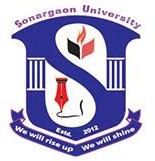 Sonargaon University
S
Estd, 2012
We will rise up We will shine